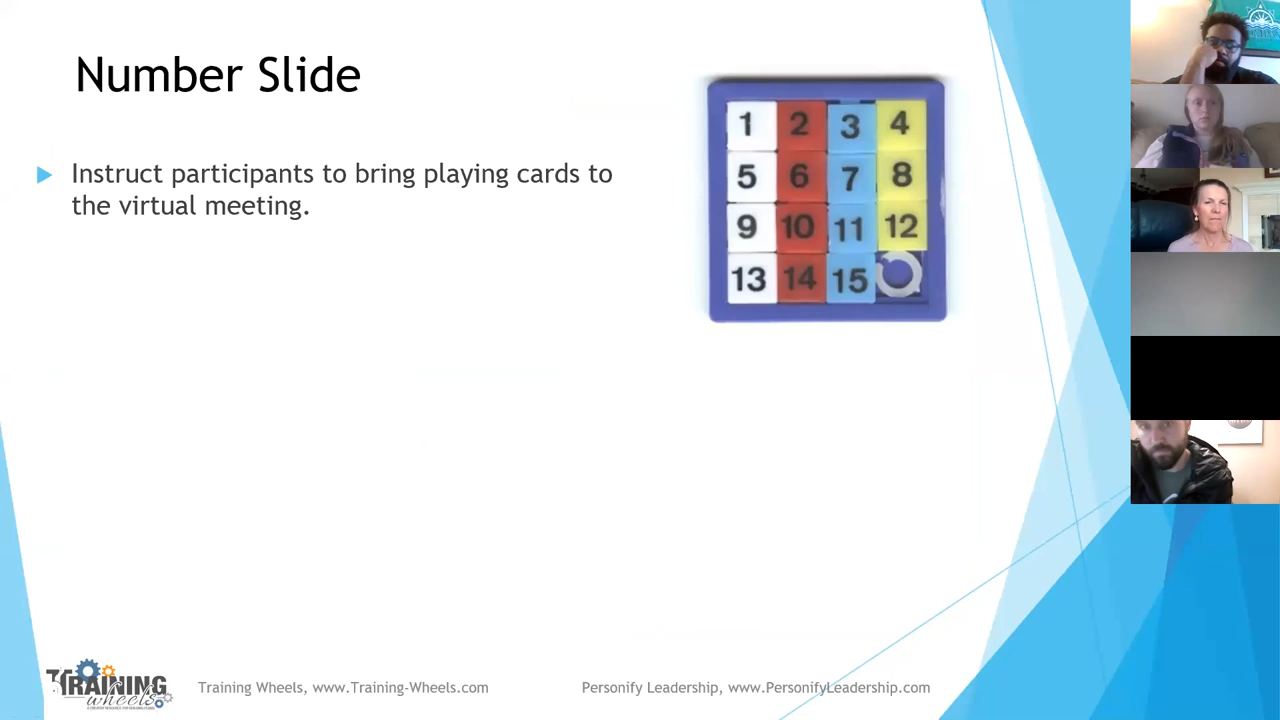 Number Slide
Instruct participants to bring playing cards to
the virtual meeting.
1 2 3 4
5 6 7 8
9 10 11 12
13 14 15
TRAINING
wheels
Training Wheels, www.Training-Wheels.com
Personify Leadership, www.PersonifyLeadership.com